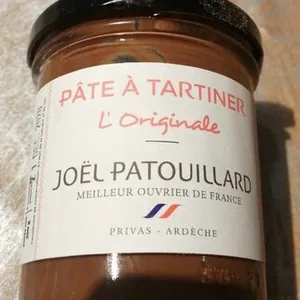 PÂTE À TARTINER
L'Originale
JOËL PATOUILLARD
MEILLEUR OUVRIER DE FRANCE
PRIVAS - ARDÈCHE